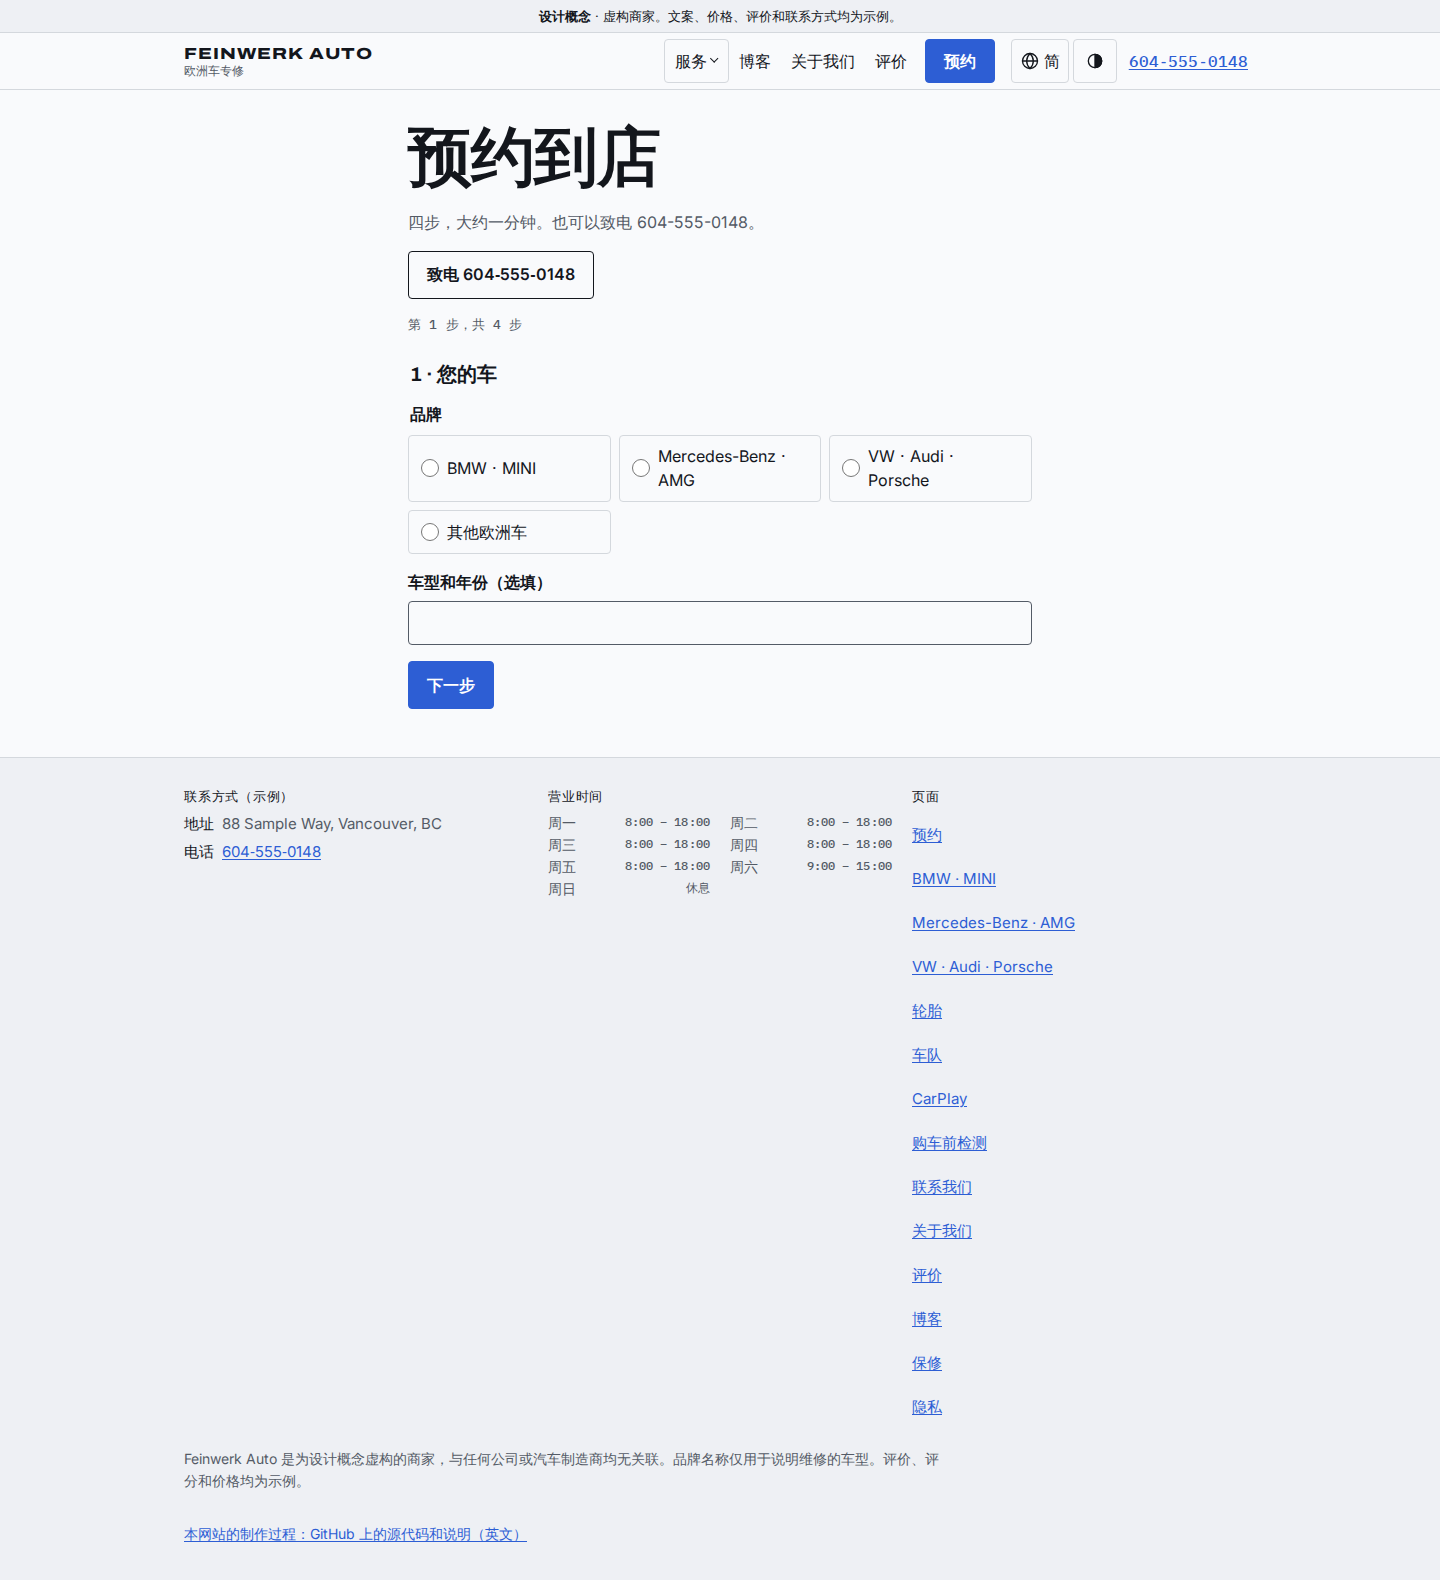 设计概念 · 虚构商家。文案、价格、评价和联系方式均为示例。
FEINWERK AUTO
欧洲车专修
服务
博客
关于我们
评价
预约
简
604-555-0148
预约到店
四步，大约一分钟。也可以致电 604-555-0148。
致电 604-555-0148
第 1 步，共 4 步
1 · 您的车
品牌
BMW · MINI
Mercedes-Benz ·
AMG
VW · Audi ·
Porsche
其他欧洲车
车型和年份（选填）
下一步
联系方式（示例）
地址 88 Sample Way, Vancouver, BC
电话 604-555-0148
营业时间
周一 8:00 – 18:00 周二 8:00 – 18:00
周三 8:00 – 18:00 周四 8:00 – 18:00
周五 8:00 – 18:00 周六 9:00 – 15:00
周日 休息
页面
预约
BMW · MINI
Mercedes-Benz · AMG
VW · Audi · Porsche
轮胎
车队
CarPlay
购车前检测
联系我们
关于我们
评价
博客
保修
隐私
Feinwerk Auto 是为设计概念虚构的商家，与任何公司或汽车制造商均无关联。品牌名称仅用于说明维修的车型。评价、评
分和价格均为示例。
本网站的制作过程：GitHub 上的源代码和说明（英文）